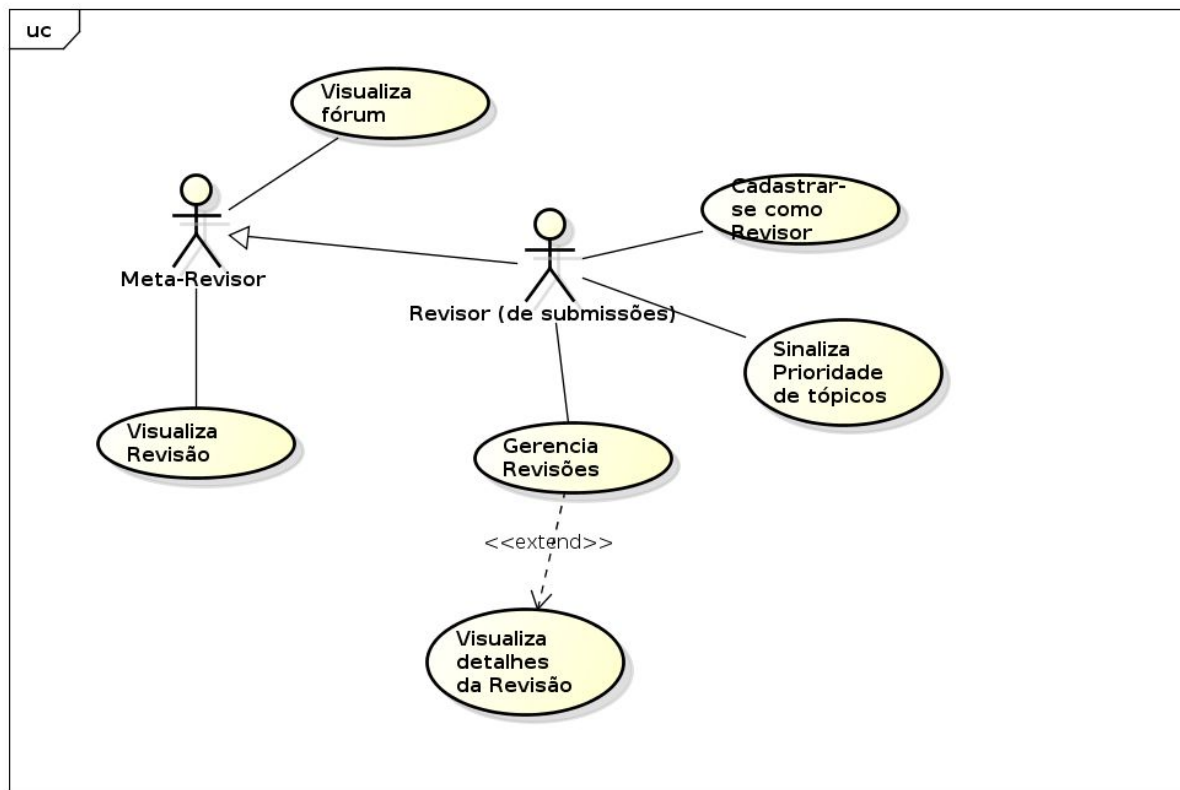 uc
Visualiza
fórum
Cadastrar-
se como
Revisor
Meta-Revisor
Revisor (de submissões)
Sinaliza
Prioridade
de tópicos
Visualiza
Revisão
Gerencia
Revisões
<<extend>>
Visualiza
detalhes
da Revisão